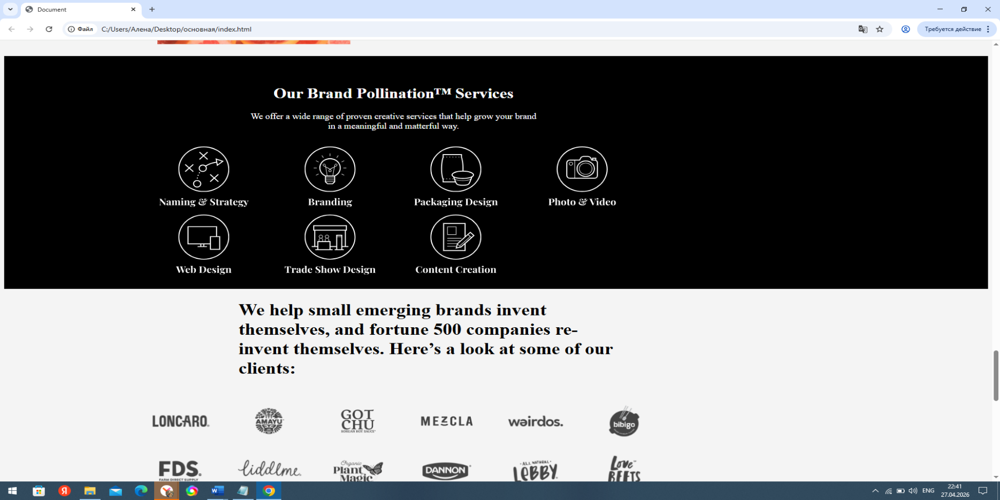 Document
Файл
C:/Users/Алена/Desktop/основная/index.html
Требуется действие
Our Brand Pollination™ Services
We offer a wide range of proven creative services that help grow your brand
in a meaningful and matterful way.
Naming & Strategy
Branding
Packaging Design
Photo & Video
Web Design
Trade Show Design
Content Creation
We help small emerging brands invent
themselves, and fortune 500 companies re-
invent themselves. Here’s a look at some of our
clients:
LONCARO
AMAYU
GOT
CHU
KOREAN HOT SAUCE
MEZCLA
weirdos.
bibigo
FDS.
FARM DIRECT SUPPLY
liddlme.
Organic
Plant
Magic
DANNON
ALL NATURAL
LEBBY
LOVE™
BEETS
ENG
22:41
27.04.2026